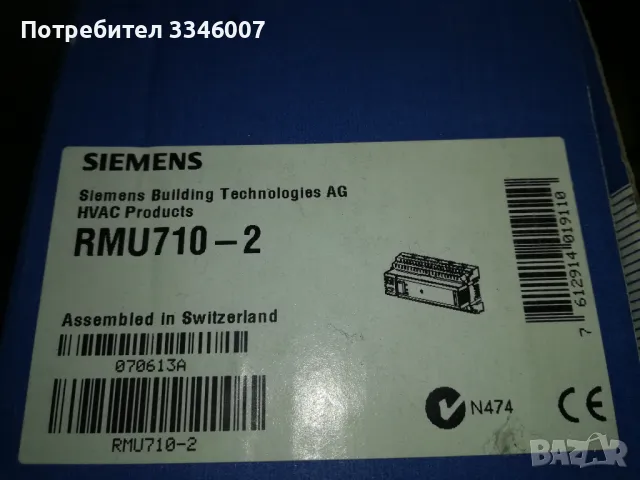 Потребител 3346007
SIEMENS
Siemens Building Technologies AG
HVAC Products
RMU710-2
Assembled in Switzerland
070613A
RMU710-2
7 612914 019110
N474
CE
BAZAR